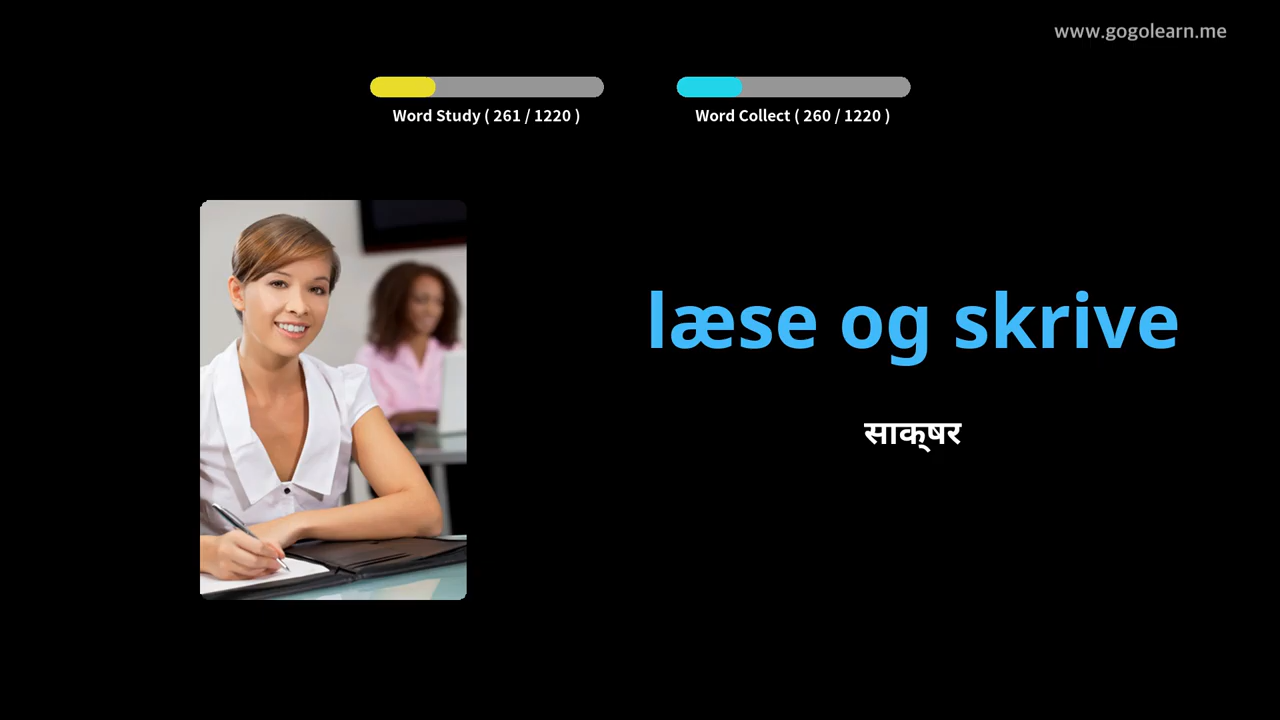 www.gogolearn.me
Word Study ( 261 / 1220 )
Word Collect ( 260 / 1220 )
læse og skrive
साक्षर